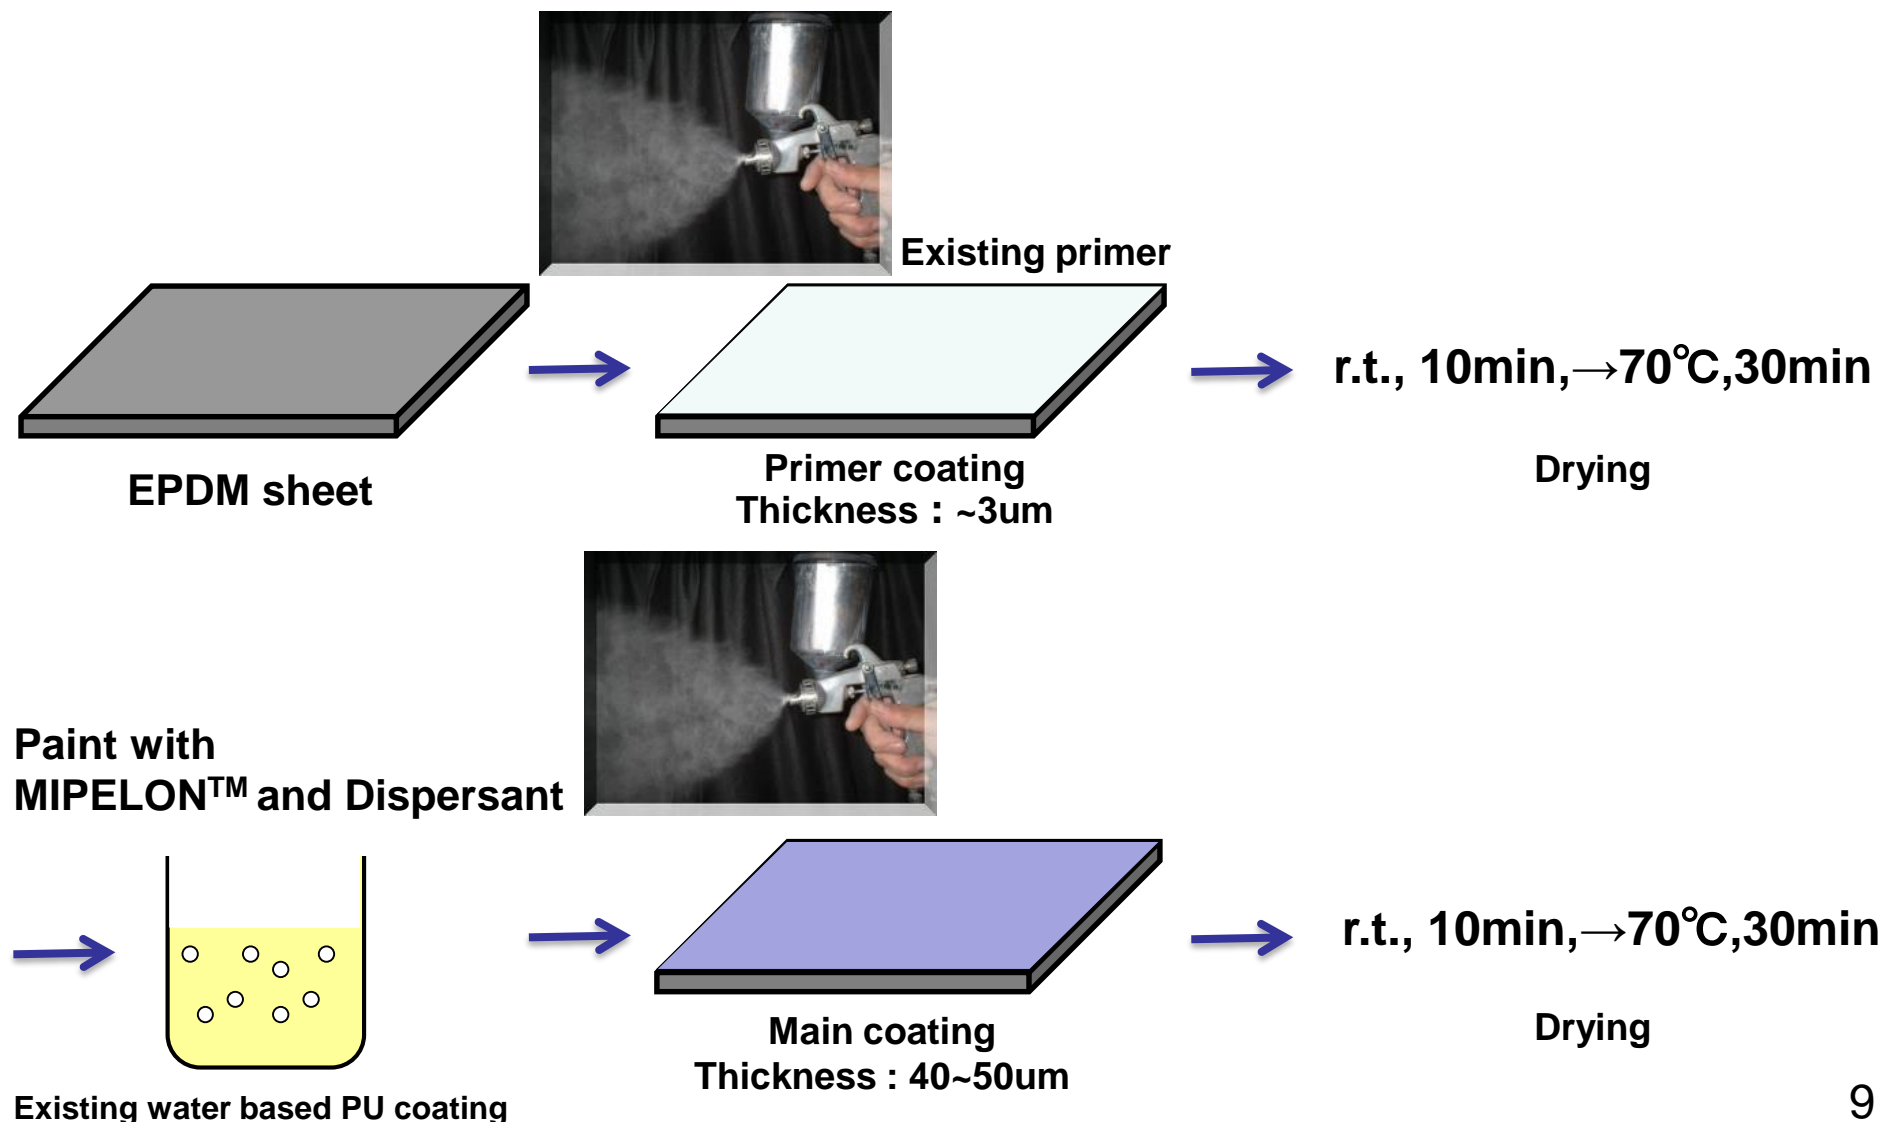 Existing primer
r.t., 10min,→70℃,30min
EPDM sheet
Primer coating
Thickness：~3um
Drying
Paint with
MIPELON™ and Dispersant
r.t., 10min,→70℃,30min
Main coating
Thickness : 40~50um
Drying
Existing water based PU coating
9